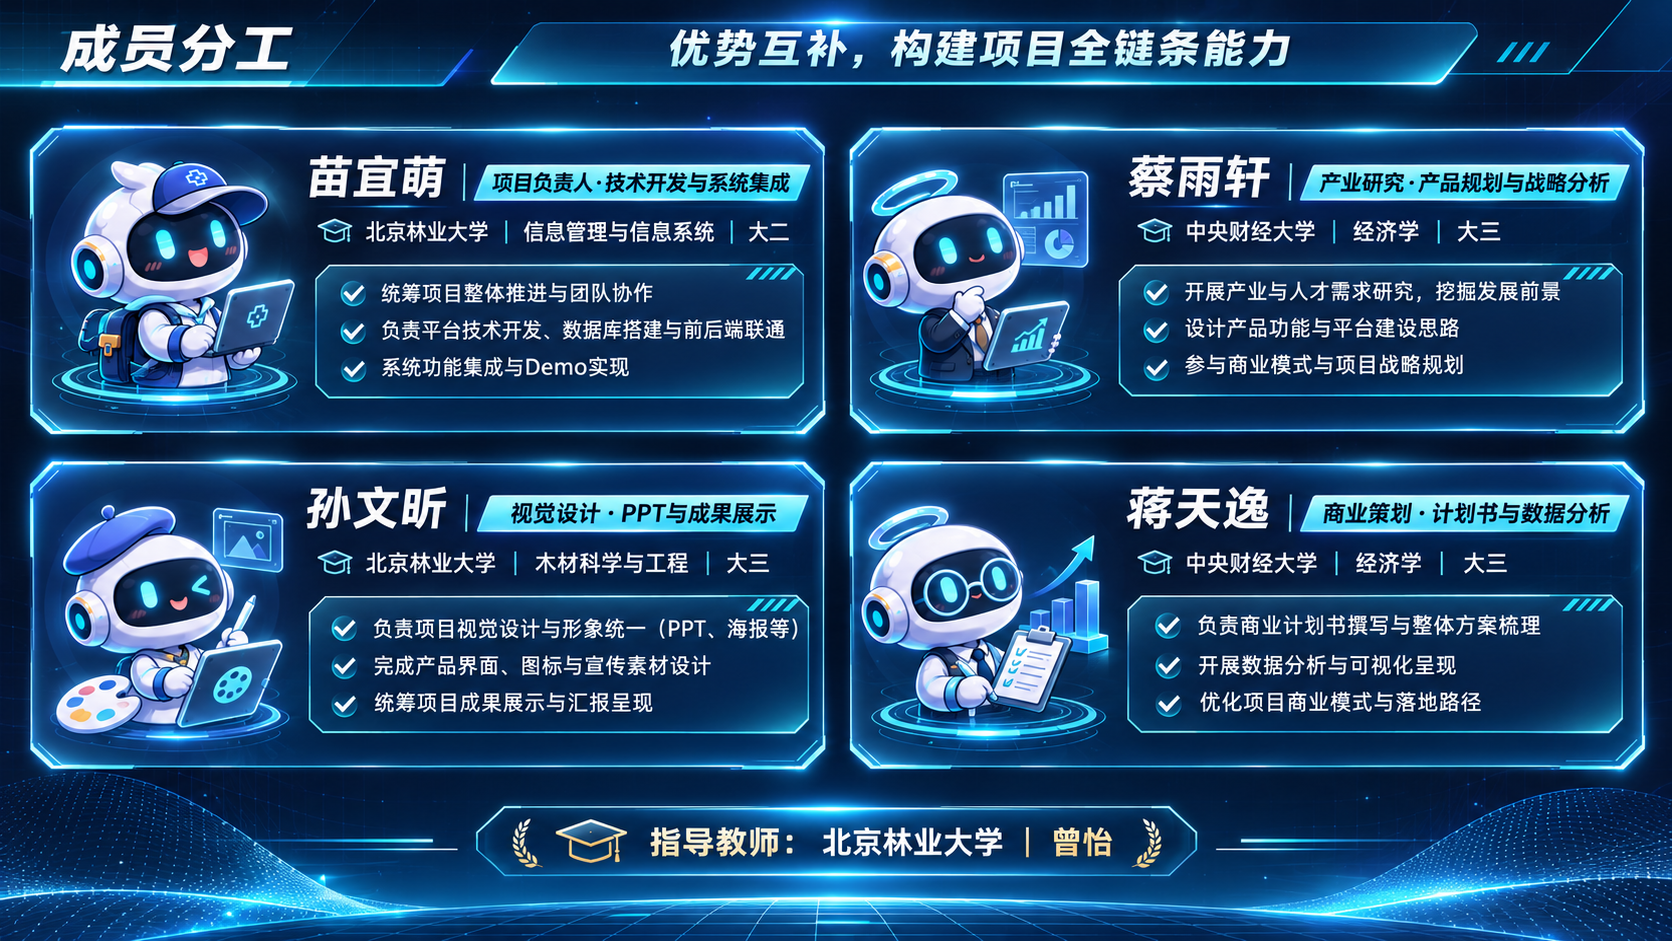 成员分工
优势互补，构建项目全链条能力
苗宜萌
项目负责人·技术开发与系统集成
北京林业大学 | 信息管理与信息系统 | 大二
统筹项目整体推进与团队协作
负责平台技术开发、数据库搭建与前后端联通
系统功能集成与Demo实现
蔡雨轩
产业研究·产品规划与战略分析
中央财经大学 | 经济学 | 大三
开展产业与人才需求研究，挖掘发展前景
设计产品功能与平台建设思路
参与商业模式与项目战略规划
孙文昕
视觉设计·PPT与成果展示
北京林业大学 | 木材科学与工程 | 大三
负责项目视觉设计与形象统一（PPT、海报等）
完成产品界面、图标与宣传素材设计
统筹项目成果展示与汇报呈现
蒋天逸
商业策划·计划书与数据分析
中央财经大学 | 经济学 | 大三
负责商业计划书撰写与整体方案梳理
开展数据分析与可视化呈现
优化项目商业模式与落地路径
指导教师： 北京林业大学 | 曾怡